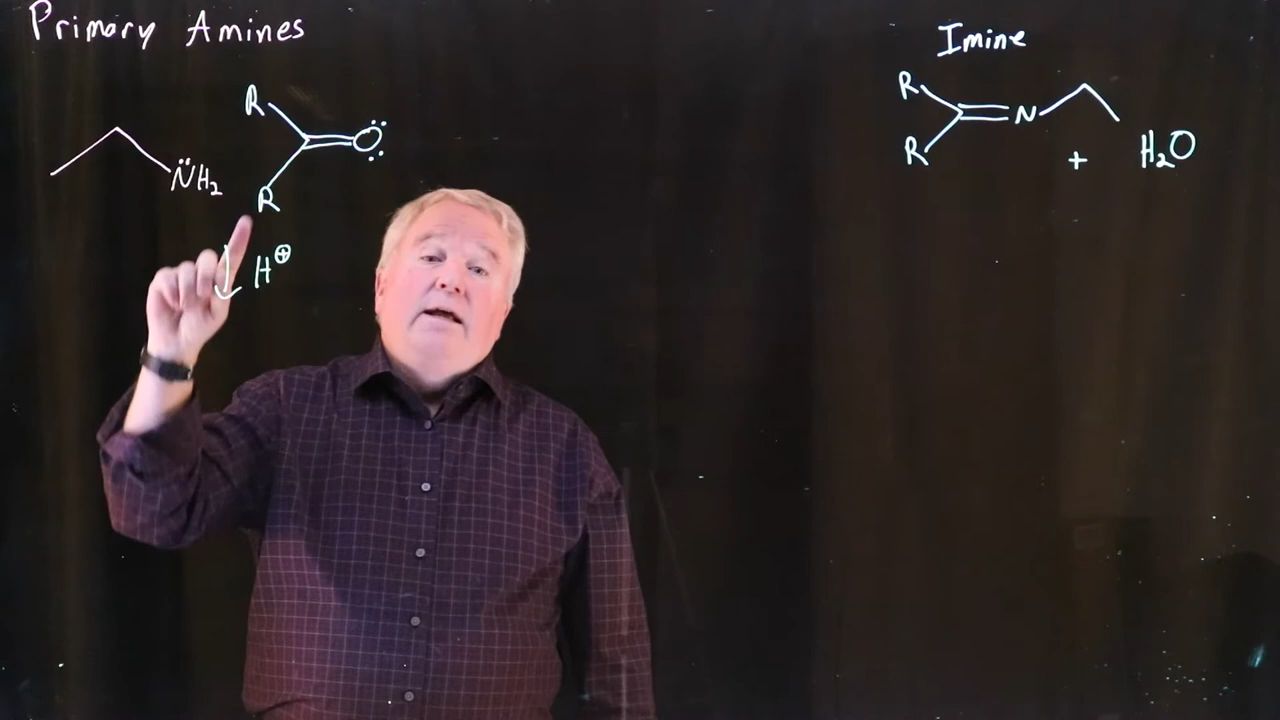 Primary Amines
R
O
NH2
R
H⊕
Imine
R
N
R
+ H2O